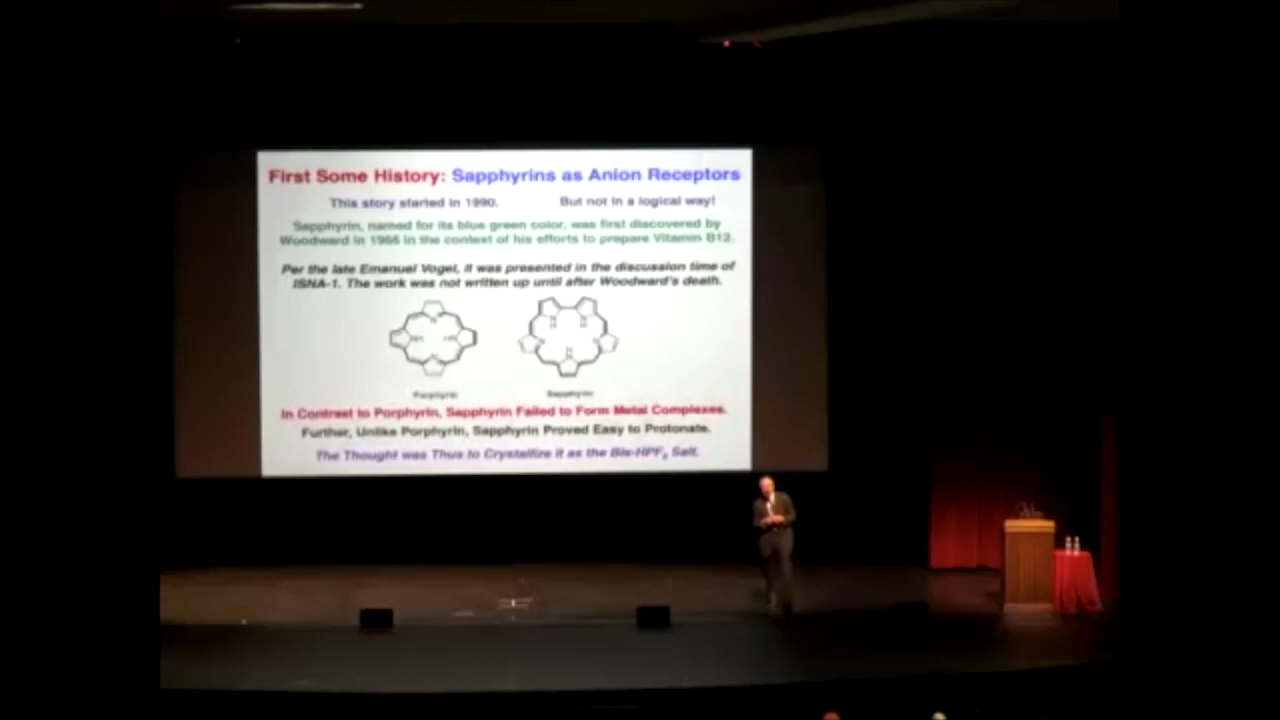 First Some History: Sapphyrins as Anion Receptors
This story started in 1990. But not in a logical way!
Sapphyrin, named for its blue green color, was first discovered by
Woodward in 1966 in the context of his efforts to prepare Vitamin B12.
Per the late Emanuel Vogel, it was presented in the discussion time of
ISNA-1. The work was not written up until after Woodward's death.
NH
HN
H
Porphyrin Sapphyrin
In Contrast to Porphyrin, Sapphyrin Failed to Form Metal Complexes.
Further, Unlike Porphyrin, Sapphyrin Proved Easy to Protonate.
The Thought was Thus to Crystallize it as the Bis-HPF₆ Salt.